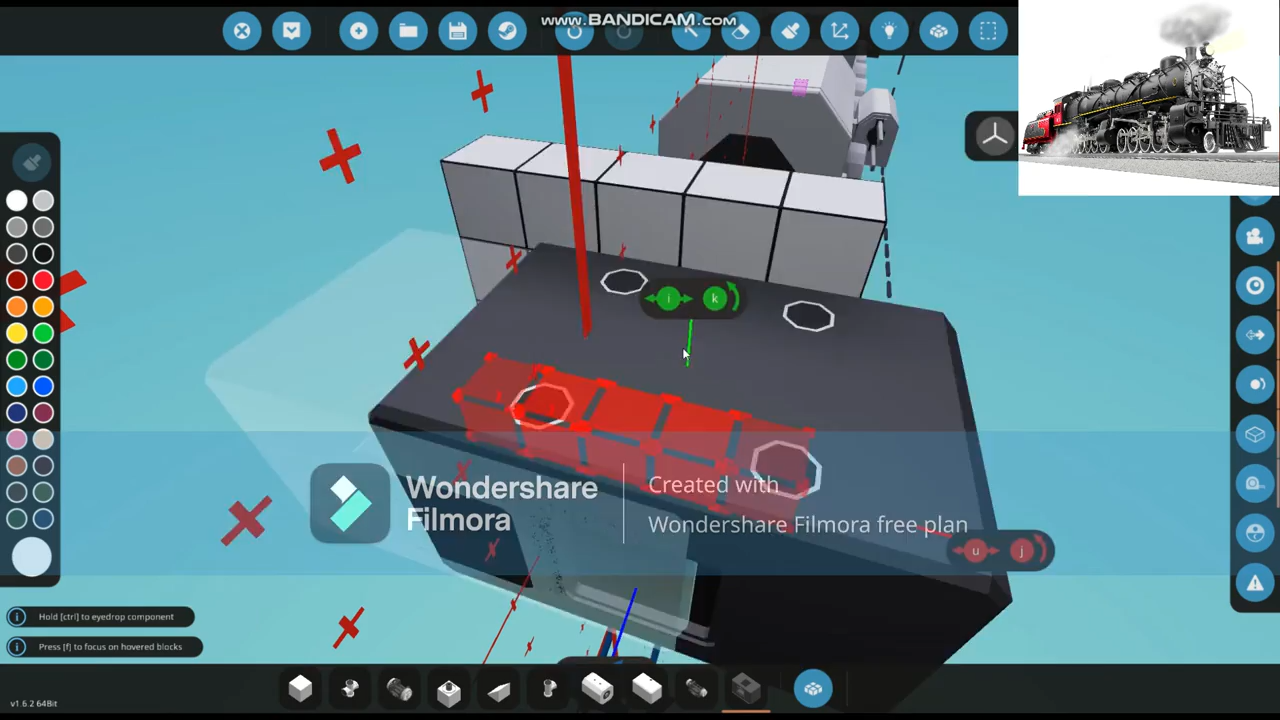 www.BANDICAM.com
i k
Wondershare
Filmora
Created with
Wondershare Filmora free plan
u j
Hold [ctrl] to eyedrop component
Press [f] to focus on hovered blocks
v1.6.2 64Bit